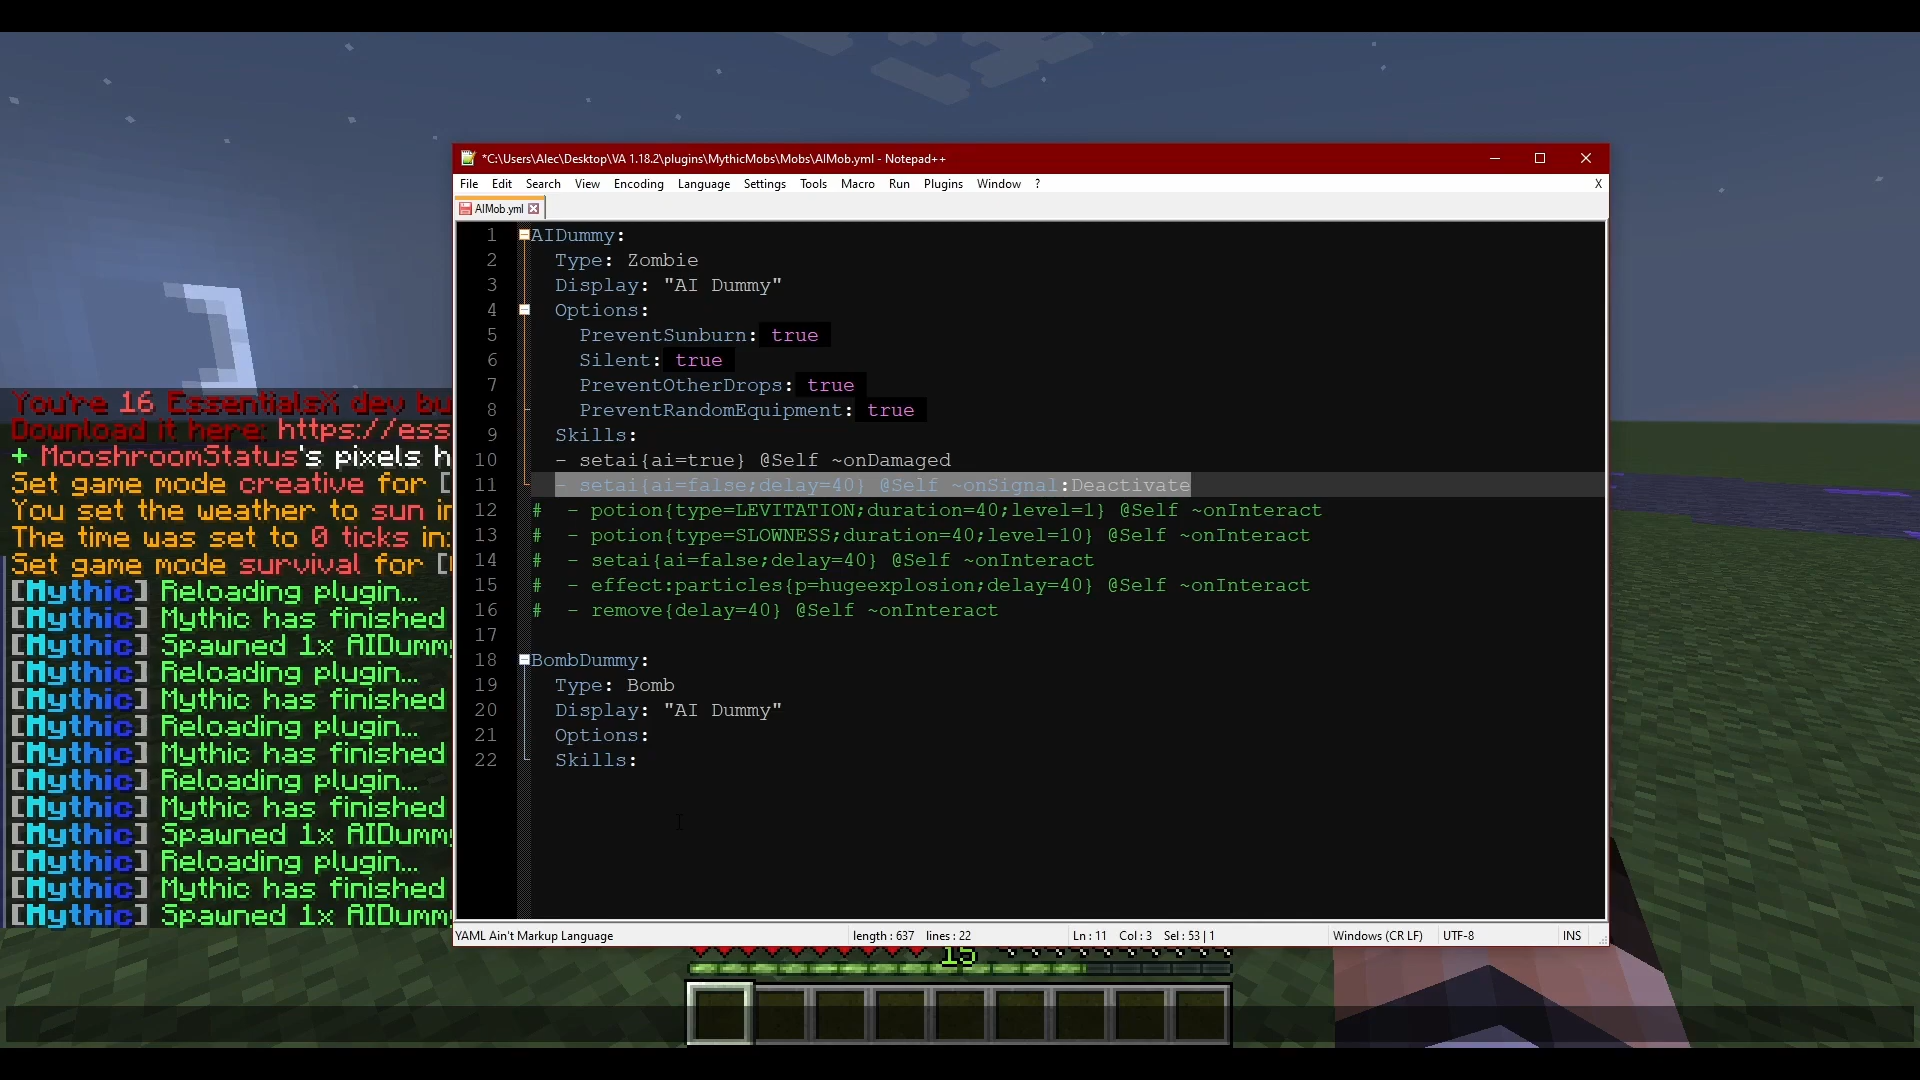 *C:\Users\Alec\Desktop\VA 1.18.2\plugins\MythicMobs\Mobs\AIMob.yml - Notepad++
File Edit Search View Encoding Language Settings Tools Macro Run Plugins Window ? X
AIMob.yml
1 AIDummy:
2 Type: Zombie
3 Display: "AI Dummy"
4 Options:
5 PreventSunburn: true
6 Silent: true
7 PreventOtherDrops: true
8 PreventRandomEquipment: true
9 Skills:
10 - setai{ai=true} @Self ~onDamaged
11 - setai{ai=false;delay=40} @Self ~onSignal:Deactivate
12 # - potion{type=LEVITATION;duration=40;level=1} @Self ~onInteract
13 # - potion{type=SLOWNESS;duration=40;level=10} @Self ~onInteract
14 # - setai{ai=false;delay=40} @Self ~onInteract
15 # - effect:particles{p=hugeexplosion;delay=40} @Self ~onInteract
16 # - remove{delay=40} @Self ~onInteract
17
18 BombDummy:
19 Type: Bomb
20 Display: "AI Dummy"
21 Options:
22 Skills:
YAML Ain't Markup Language length : 637 lines : 22 Ln : 11 Col : 3 Sel : 53 | 1 Windows (CR LF) UTF-8 INS
You're 16 EssentialsX dev bu
Download it here: https://ess
+ MooshroomStatus's pixels h
Set game mode creative for [
You set the weather to sun in
The time was set to 0 ticks in:
Set game mode survival for [
[Mythic] Reloading plugin...
[Mythic] Mythic has finished
[Mythic] Spawned 1x AIDummy
[Mythic] Reloading plugin...
[Mythic] Mythic has finished
[Mythic] Reloading plugin...
[Mythic] Mythic has finished
[Mythic] Reloading plugin...
[Mythic] Mythic has finished
[Mythic] Spawned 1x AIDummy
[Mythic] Reloading plugin...
[Mythic] Mythic has finished
[Mythic] Spawned 1x AIDummy
15